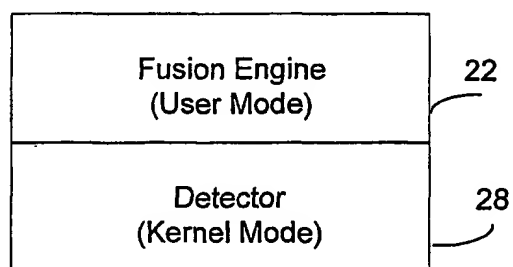 Fusion Engine
(User Mode)
22
Detector
(Kernel Mode)
28